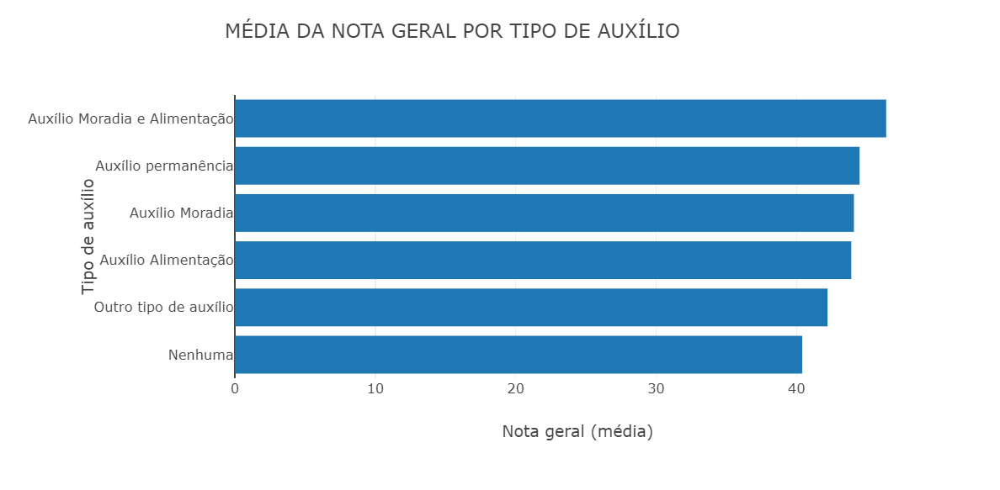 MÉDIA DA NOTA GERAL POR TIPO DE AUXÍLIO
Tipo de auxílio
Auxílio Moradia e Alimentação
Auxílio permanência
Auxílio Moradia
Auxílio Alimentação
Outro tipo de auxílio
Nenhuma
0 10 20 30 40
Nota geral (média)